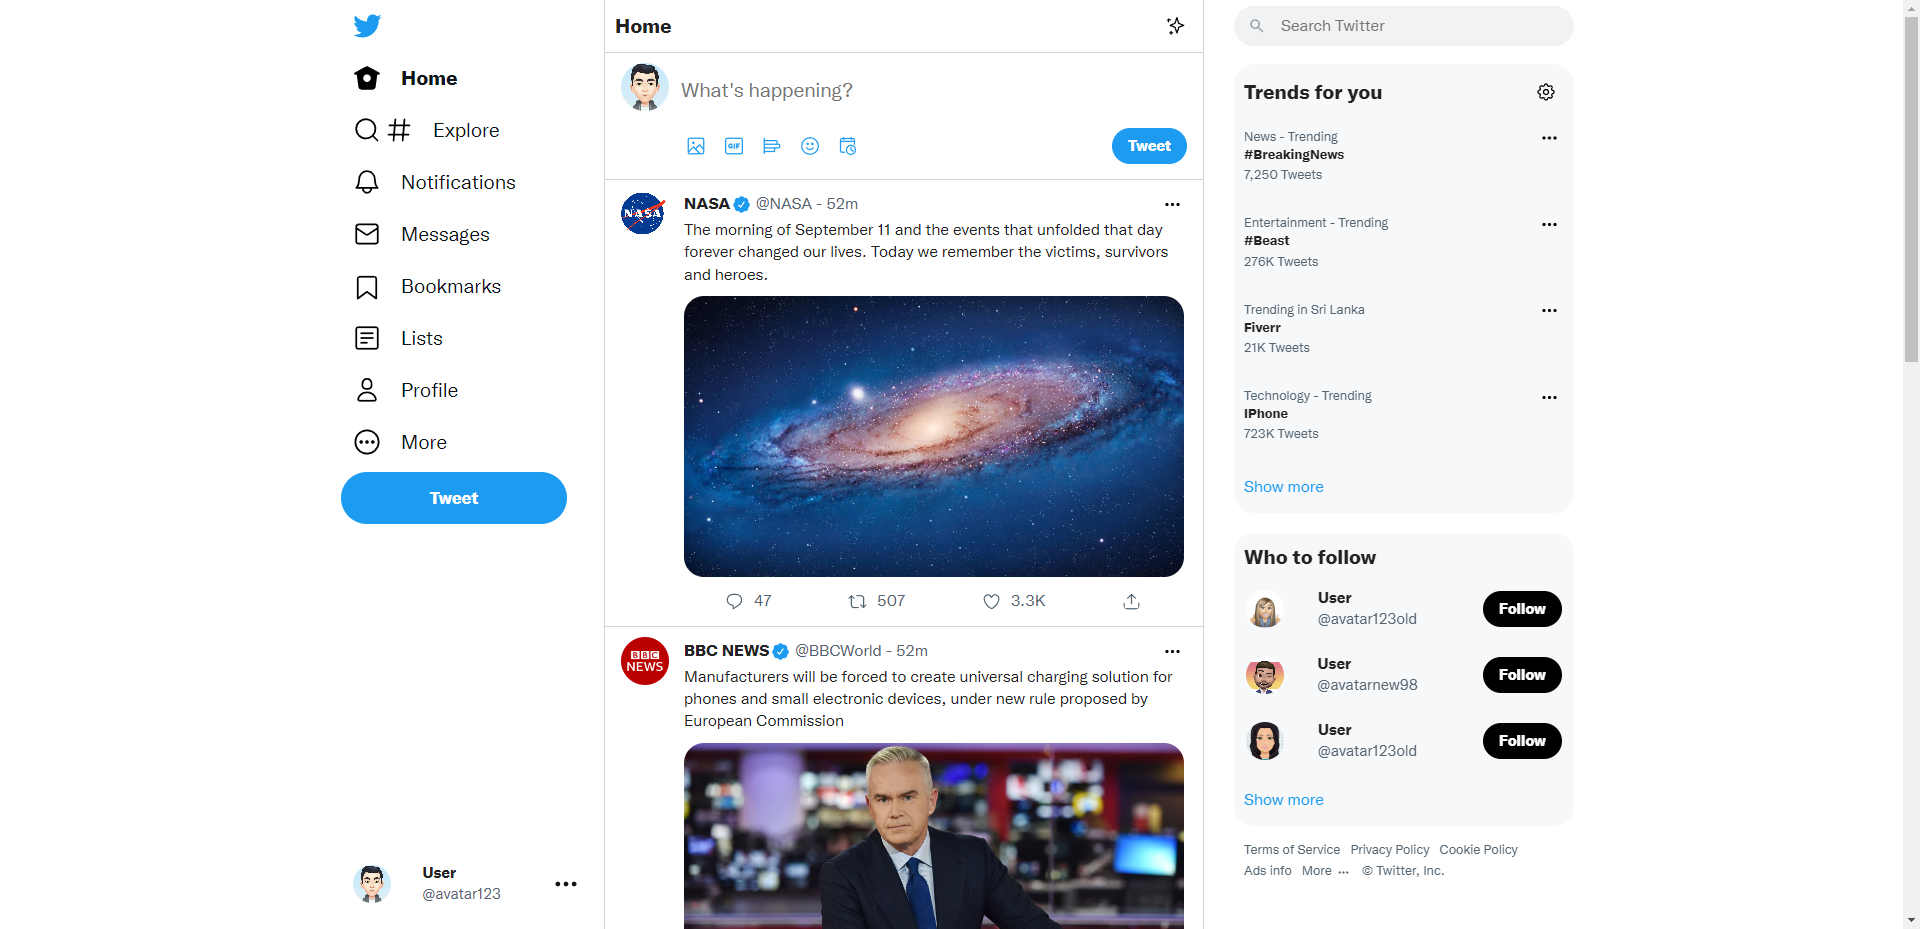 Home
Explore
Notifications
Messages
Bookmarks
Lists
Profile
More
Tweet
User
@avatar123
Home
What's happening?
GIF
Tweet
NASA
NASA @NASA - 52m
The morning of September 11 and the events that unfolded that day
forever changed our lives. Today we remember the victims, survivors
and heroes.
47 507 3.3K
BBC
NEWS
BBC NEWS @BBCWorld - 52m
Manufacturers will be forced to create universal charging solution for
phones and small electronic devices, under new rule proposed by
European Commission
Search Twitter
Trends for you
News - Trending
#BreakingNews
7,250 Tweets
Entertainment - Trending
#Beast
276K Tweets
Trending in Sri Lanka
Fiverr
21K Tweets
Technology - Trending
IPhone
723K Tweets
Show more
Who to follow
User
@avatar123old
Follow
User
@avatarnew98
Follow
User
@avatar123old
Follow
Show more
Terms of Service Privacy Policy Cookie Policy
Ads info More ... © Twitter, Inc.